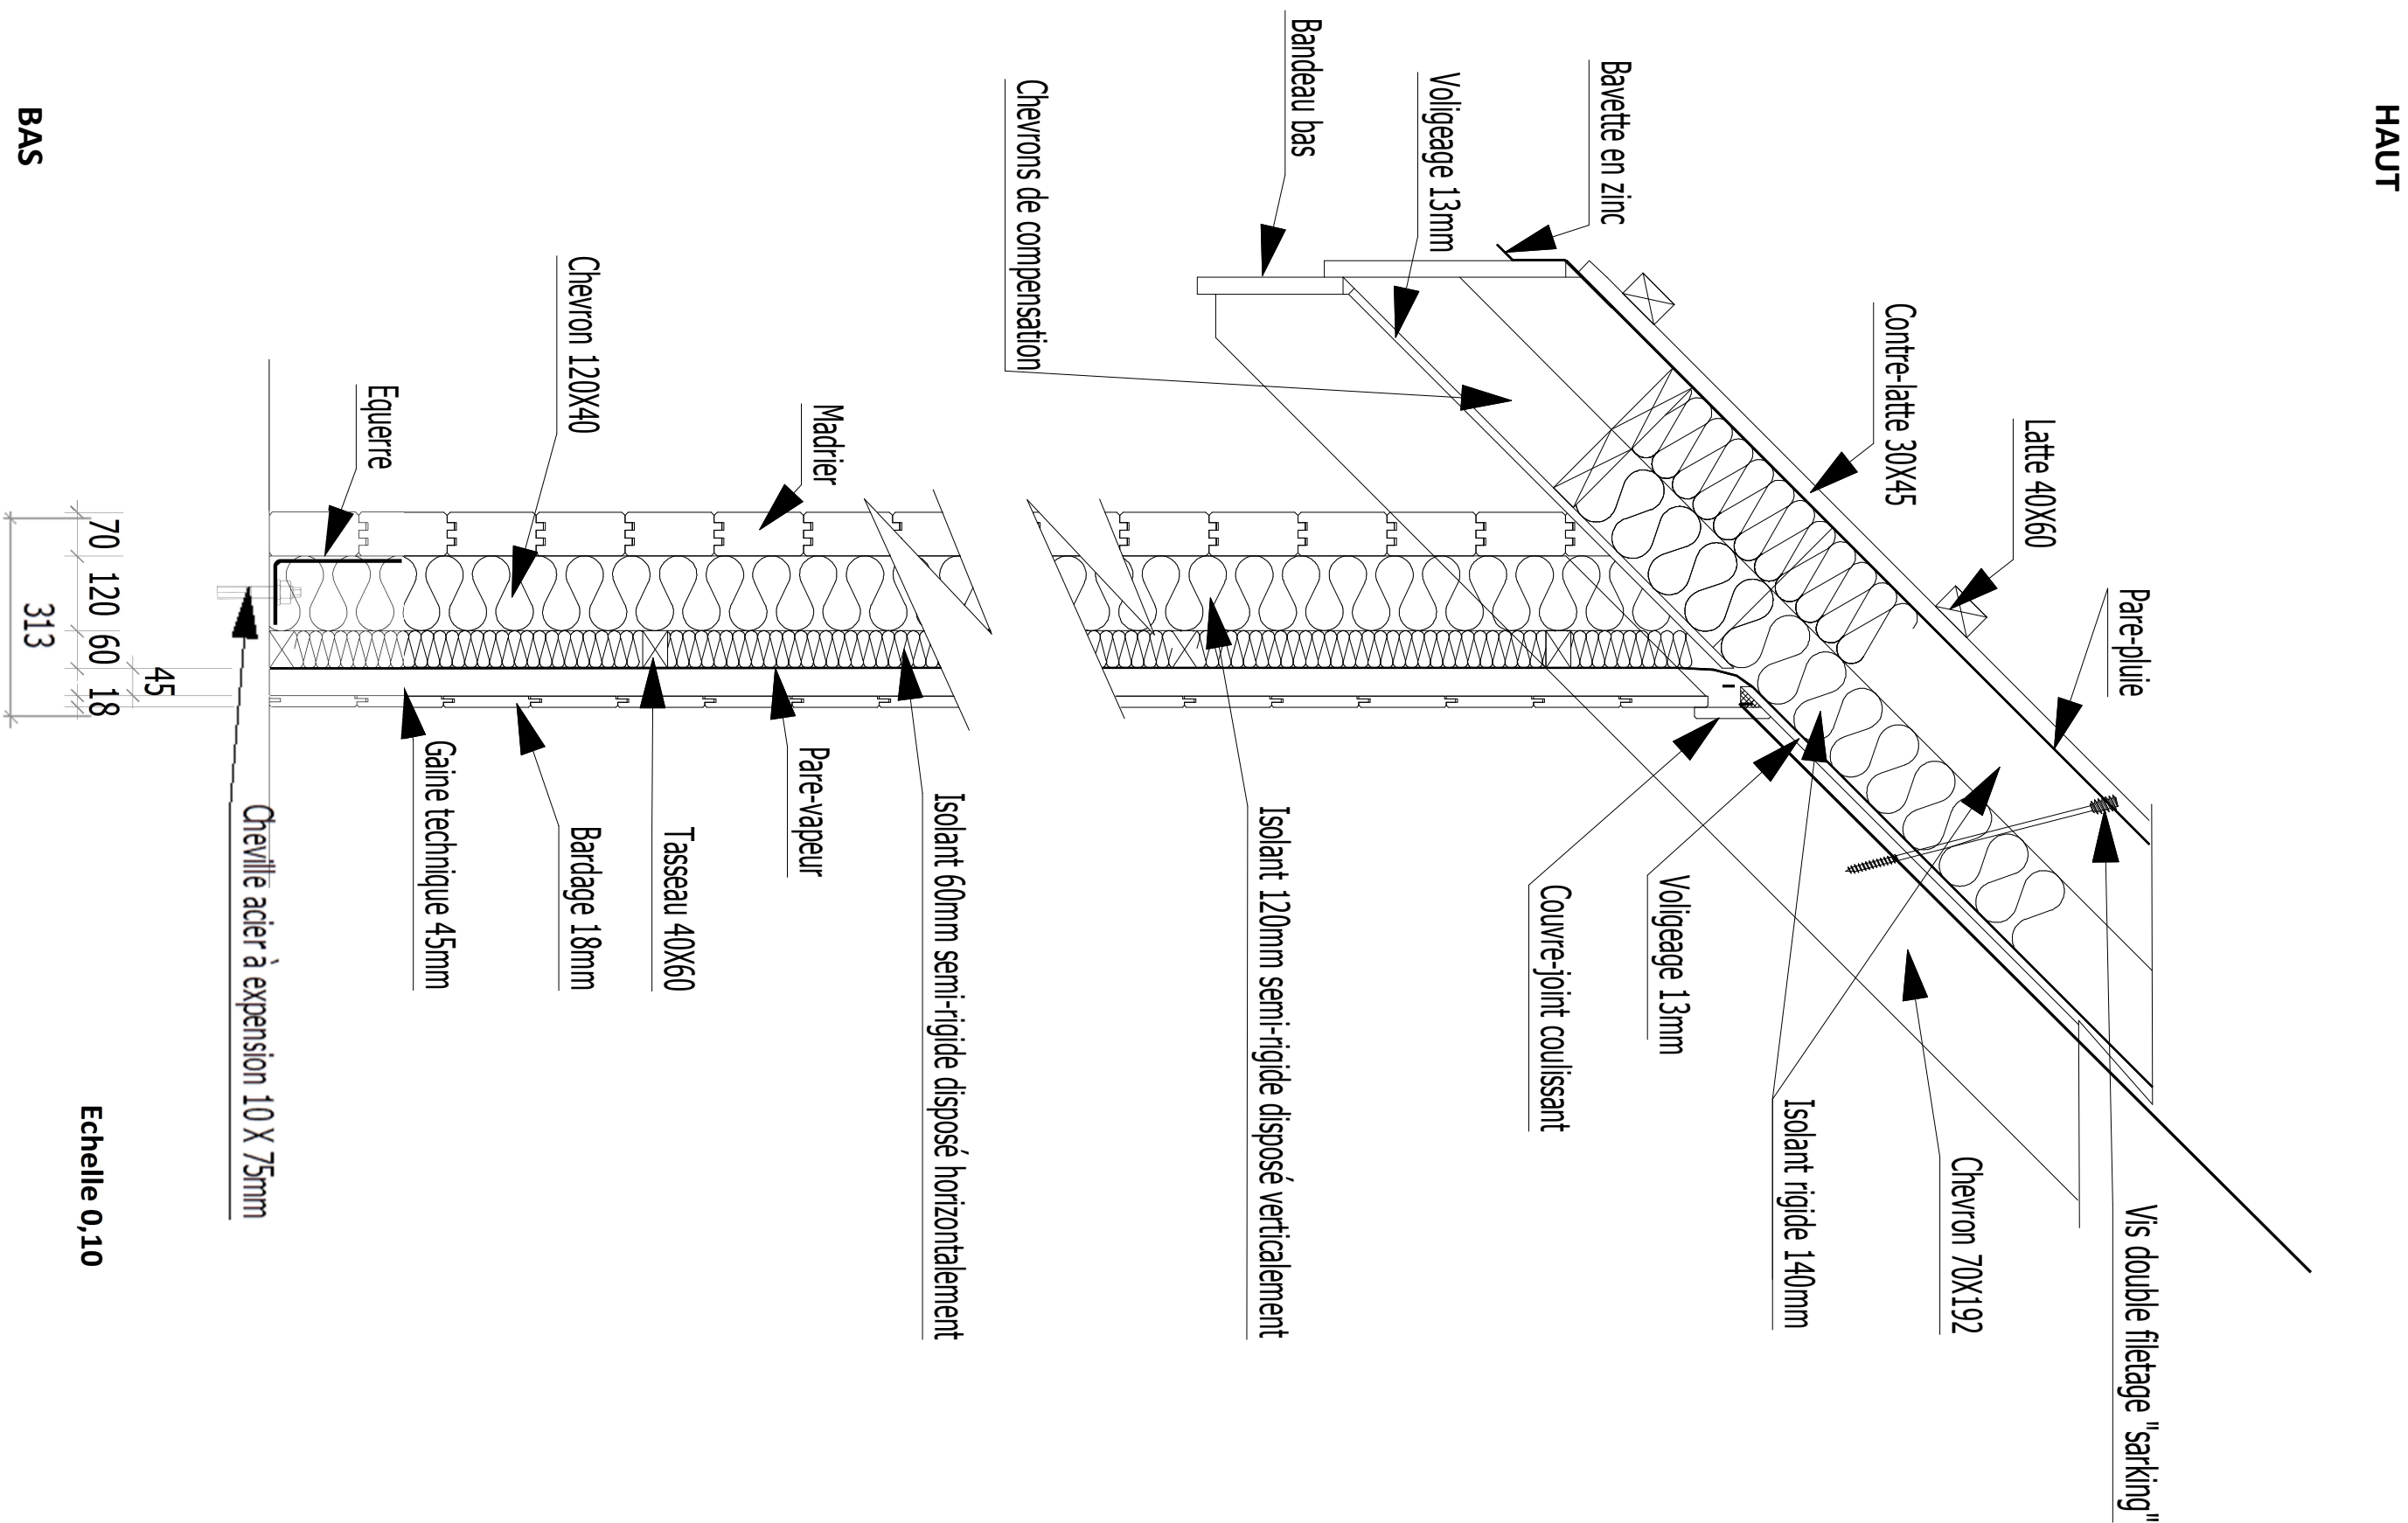 HAUT
Pare-pluie
Vis double filetage "sarking"
Latte 40X60
Chevron 70X192
Contre-latte 30X45
Isolant rigide 140mm
Bavette en zinc
Voligeage 13mm
Voligeage 13mm
Couvre-joint coulissant
Bandeau bas
Isolant 120mm semi-rigide disposé verticalement
Chevrons de compensation
Isolant 60mm semi-rigide disposé horizontalement
Madrier
Pare-vapeur
Tasseau 40X60
Chevron 120X40
Bardage 18mm
Gaine technique 45mm
Equerre
Cheville acier à expension 10 X 75mm
45
70 120 60 18
313
Echelle 0,10
BAS